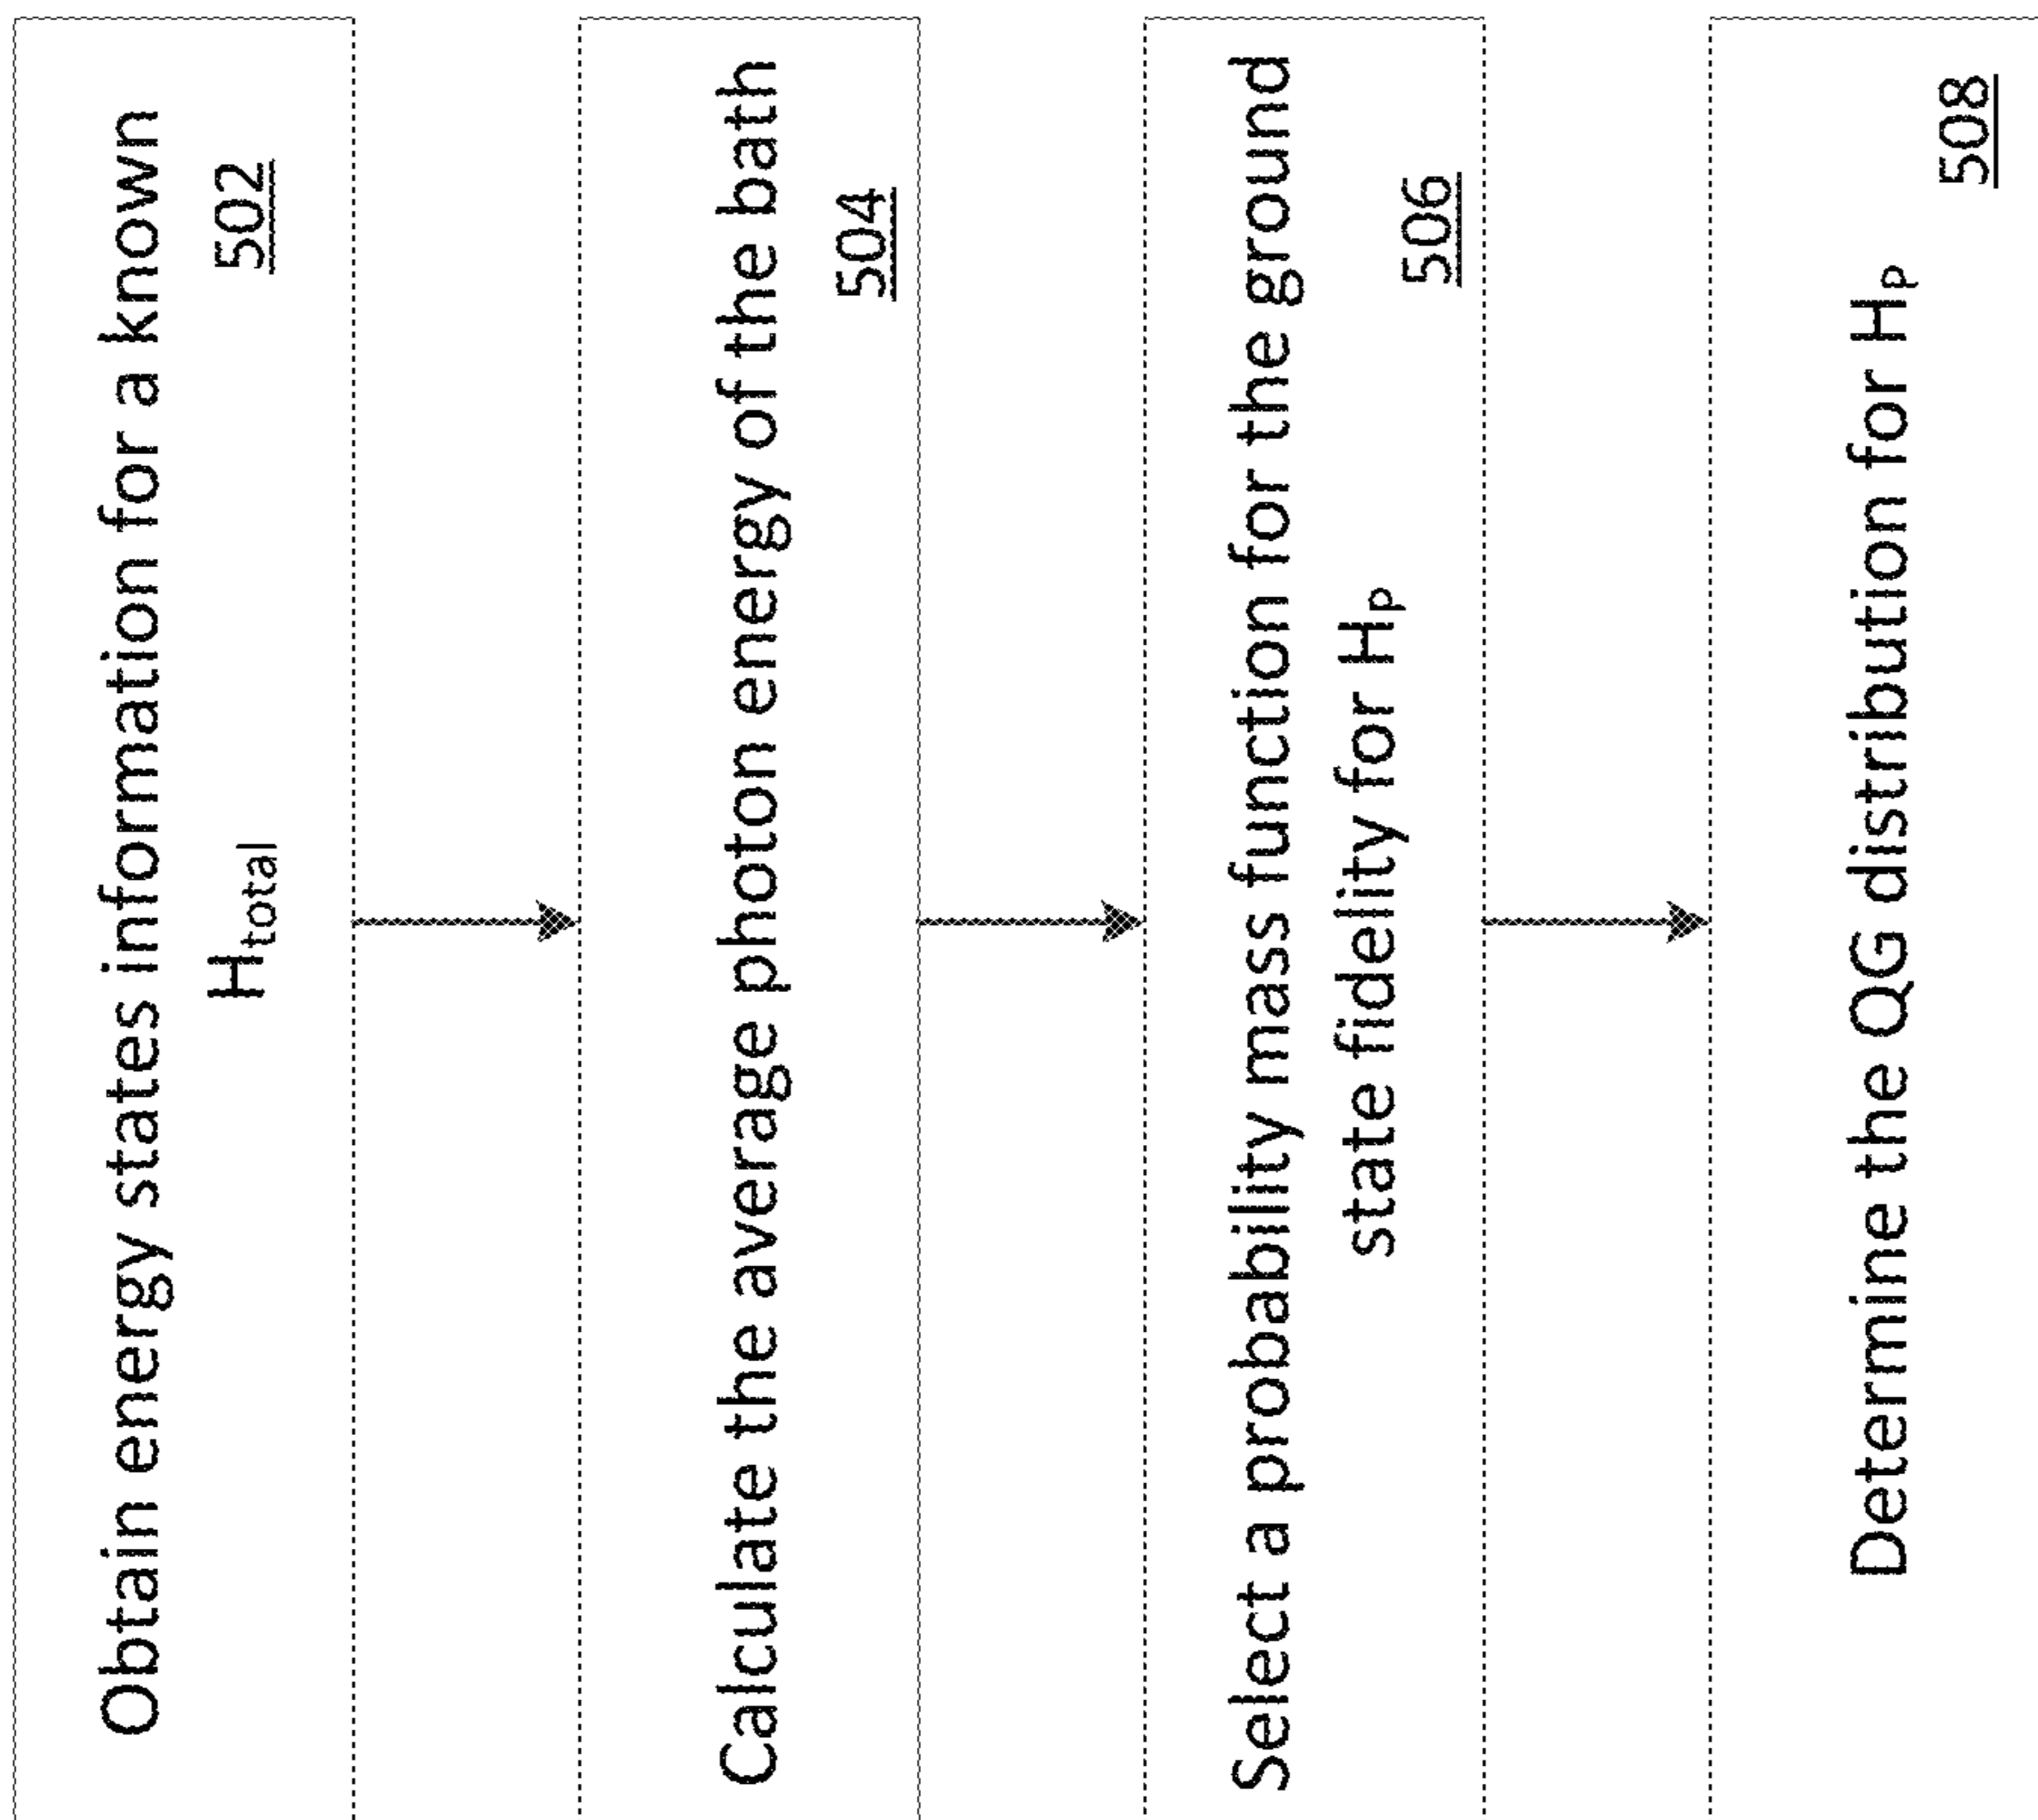 Obtain energy states information for a known
H_total
502
Calculate the average photon energy of the bath
504
Select a probability mass function for the ground
state fidelity for H_p
506
Determine the QG distribution for H_p
508